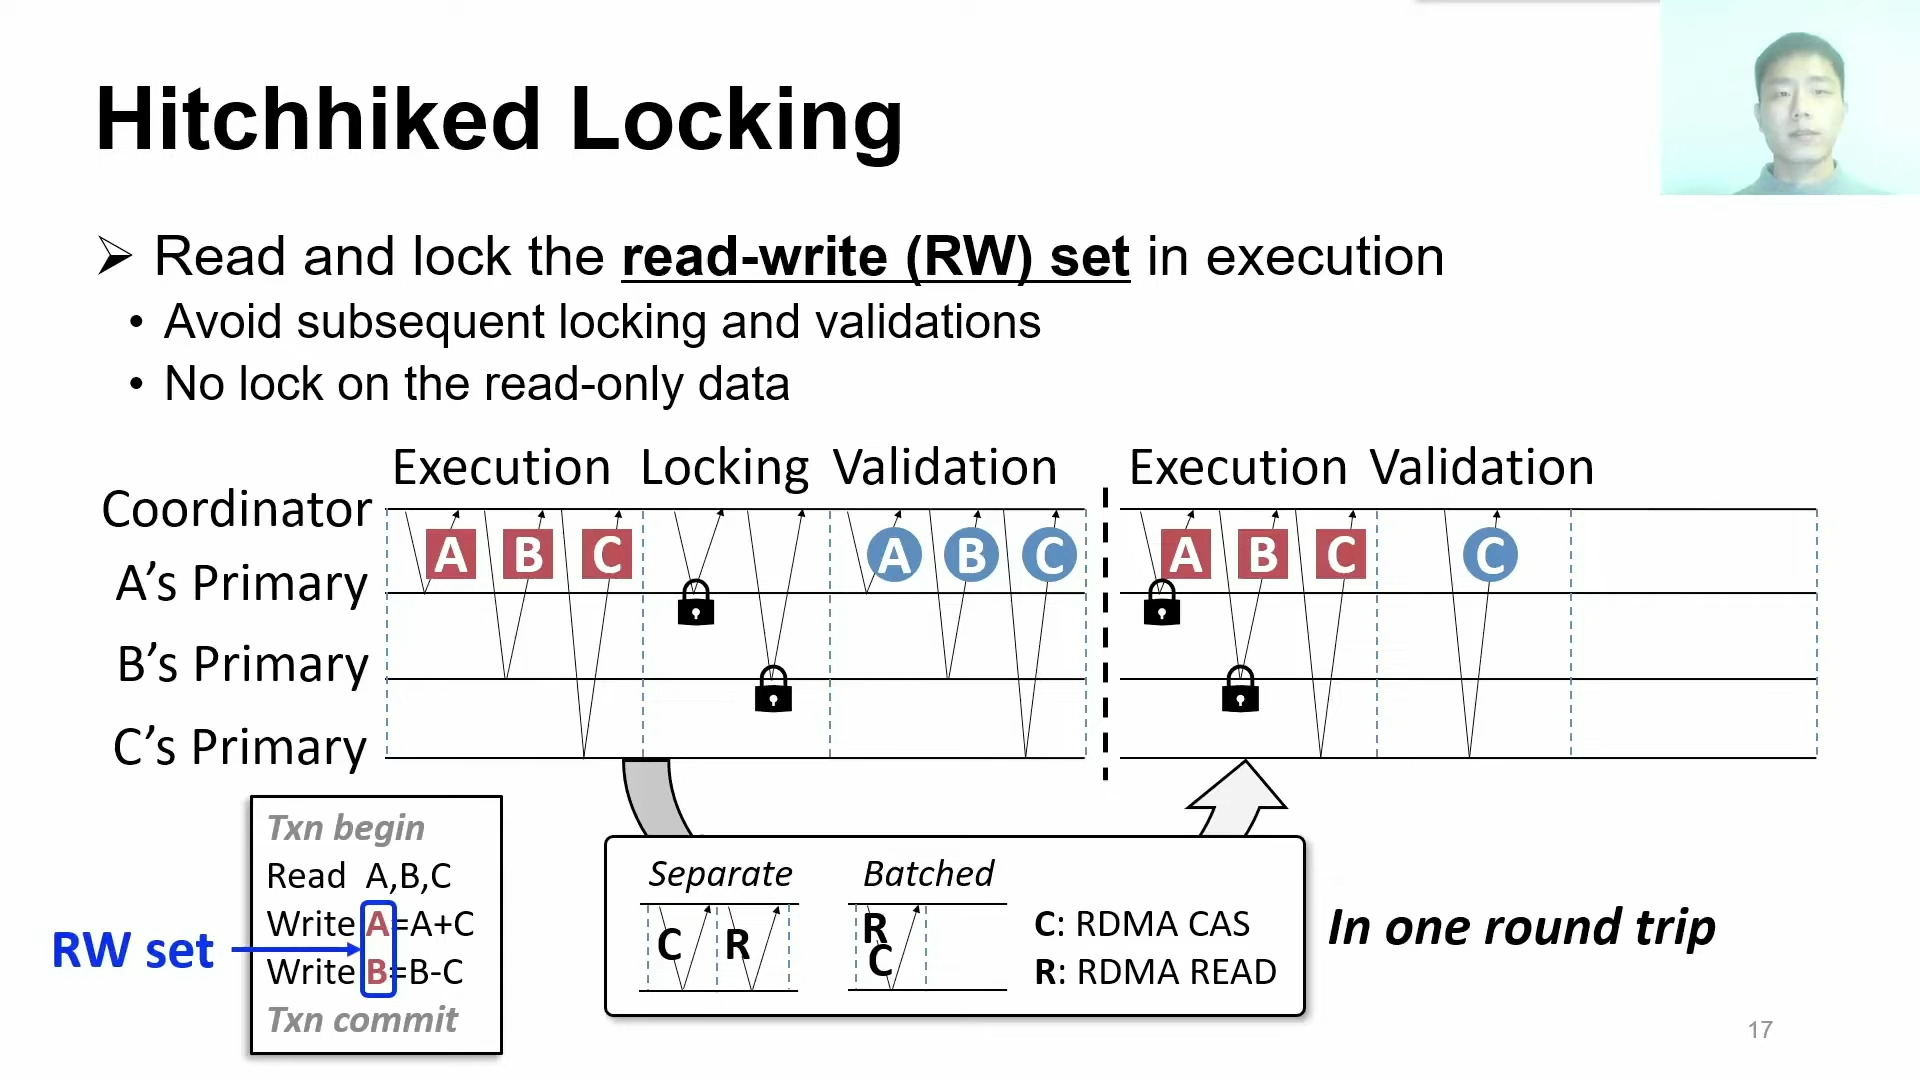 Hitchhiked Locking
➢ Read and lock the read-write (RW) set in execution
• Avoid subsequent locking and validations
• No lock on the read-only data
Execution Locking Validation Execution Validation
Coordinator
A B C A B C A B C C
A’s Primary
B’s Primary
C’s Primary
Txn begin
Read A,B,C
Write A=A+C
Write B=B-C
Txn commit
RW set
Separate Batched
C R R C
C: RDMA CAS
R: RDMA READ
In one round trip
17